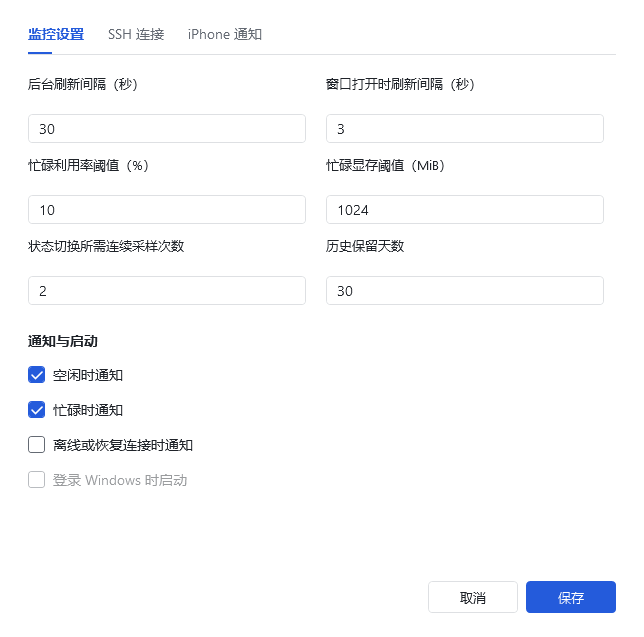 监控设置 SSH 连接 iPhone 通知
后台刷新间隔（秒） 窗口打开时刷新间隔（秒）
30 3
忙碌利用率阈值（%） 忙碌显存阈值（MiB）
10 1024
状态切换所需连续采样次数 历史保留天数
2 30
通知与启动
空闲时通知
忙碌时通知
离线或恢复连接时通知
登录 Windows 时启动
取消 保存